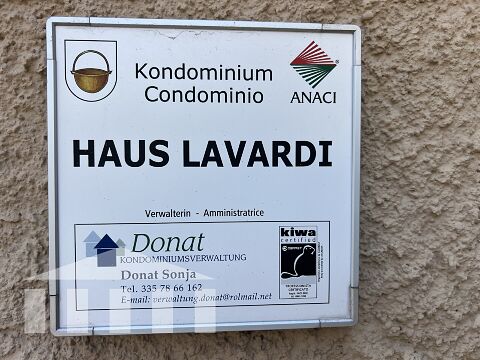 Kondominium
Condominio
ANACI
HAUS LAVARDI
Verwalterin - Amministratrice
Donat
KONDOMINIUMSVERWALTUNG
Donat Sonja
Tel. 335 78 66 162
E-mail: verwaltung.donat@rolmail.net
kiwa
certified